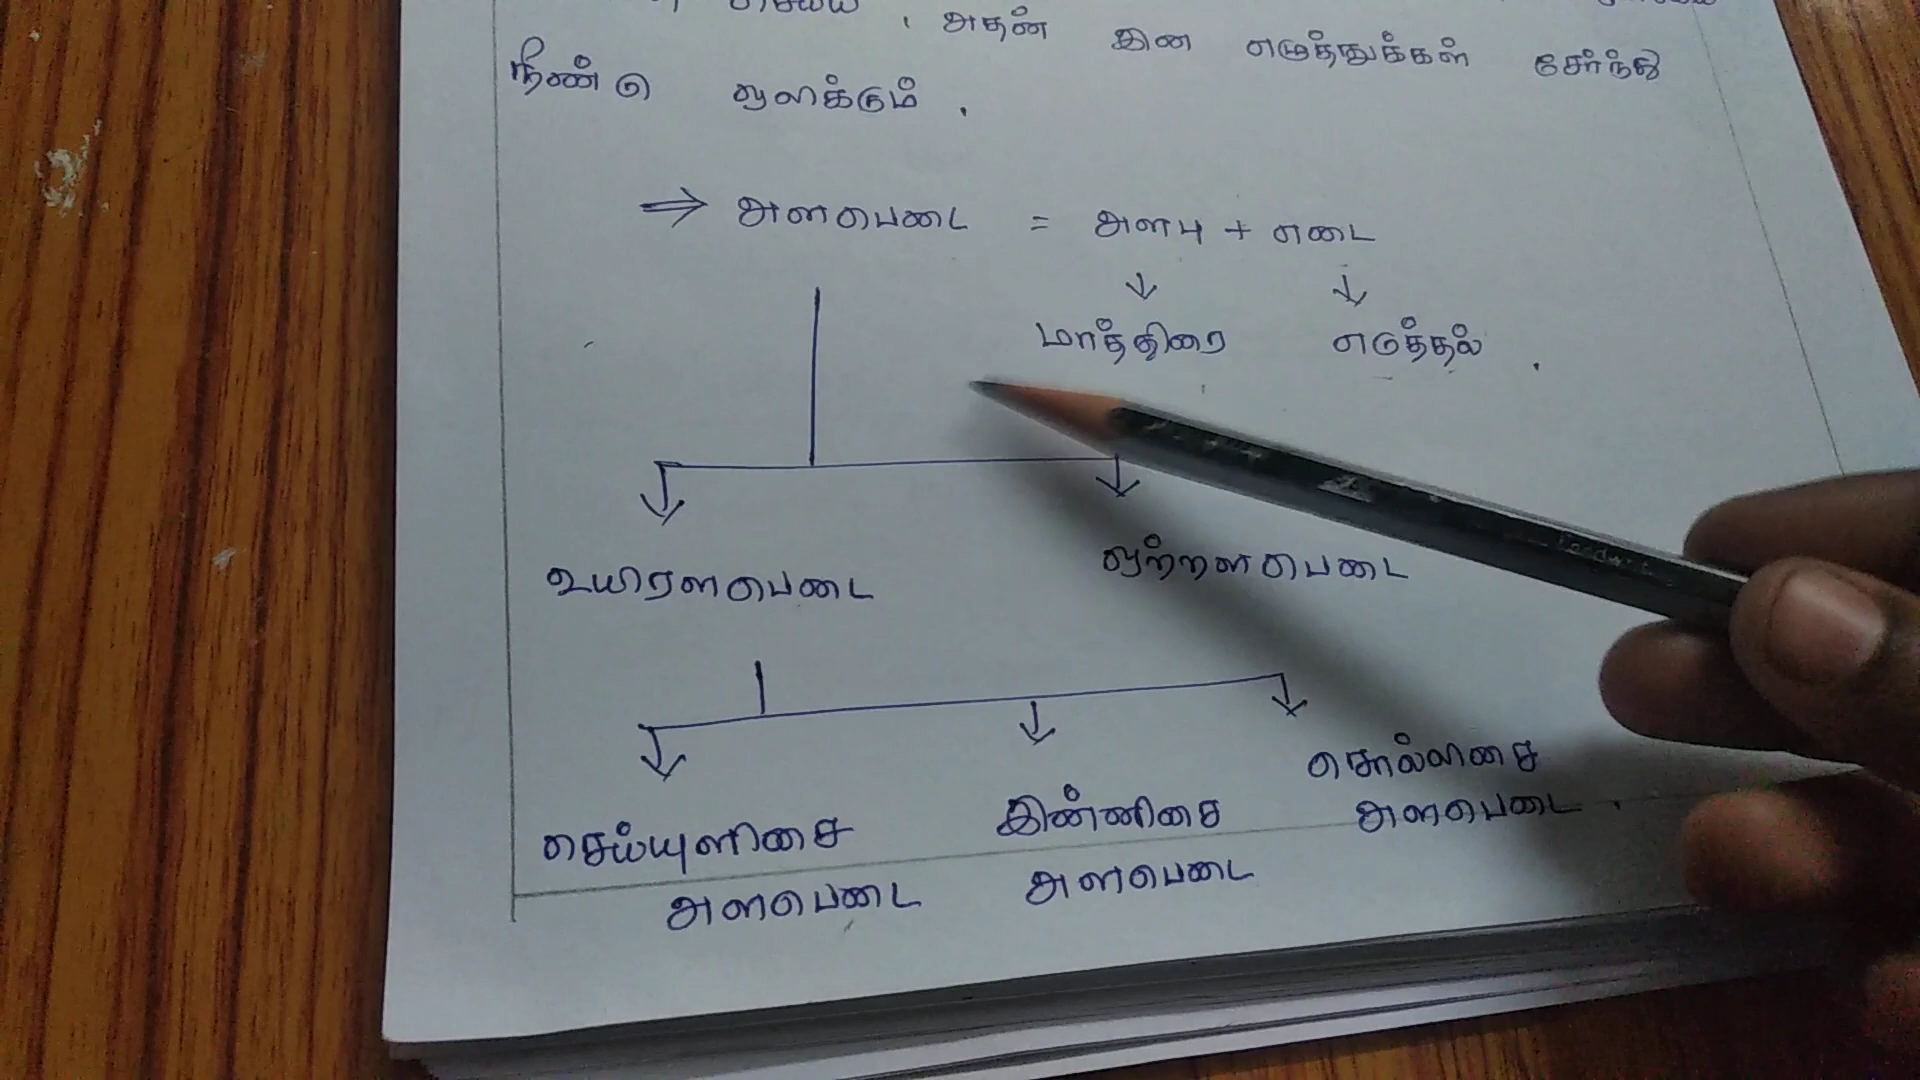 அதன் இன எழுத்துக்கள் சேர்ந்து
நீண்டு ஒலிக்கும் .
⇒ அளபெடை = அளபு + எடை
↓ ↓
மாத்திரை எடுத்தல் .
உயிரளபெடை ஒற்றளபெடை
செய்யுளிசை அளபெடை
இன்னிசை அளபெடை
சொல்லிசை அளபெடை .